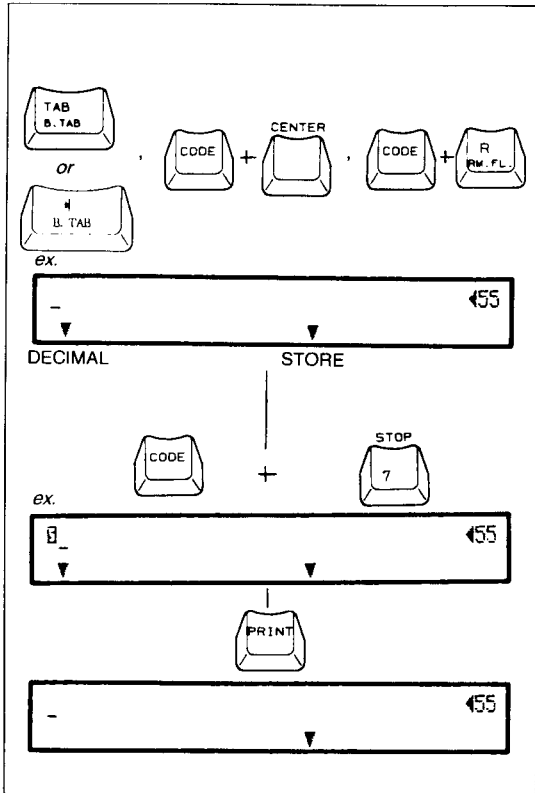 TAB
B. TAB
or
B. TAB
,
CODE
+
CENTER
,
CODE
+
R
RM. FL.
ex.
_ ◀55
▼ ▼
DECIMAL STORE
CODE
+
STOP
7
ex.
_ ◀55
▼ ▼
PRINT
_ ◀55
▼